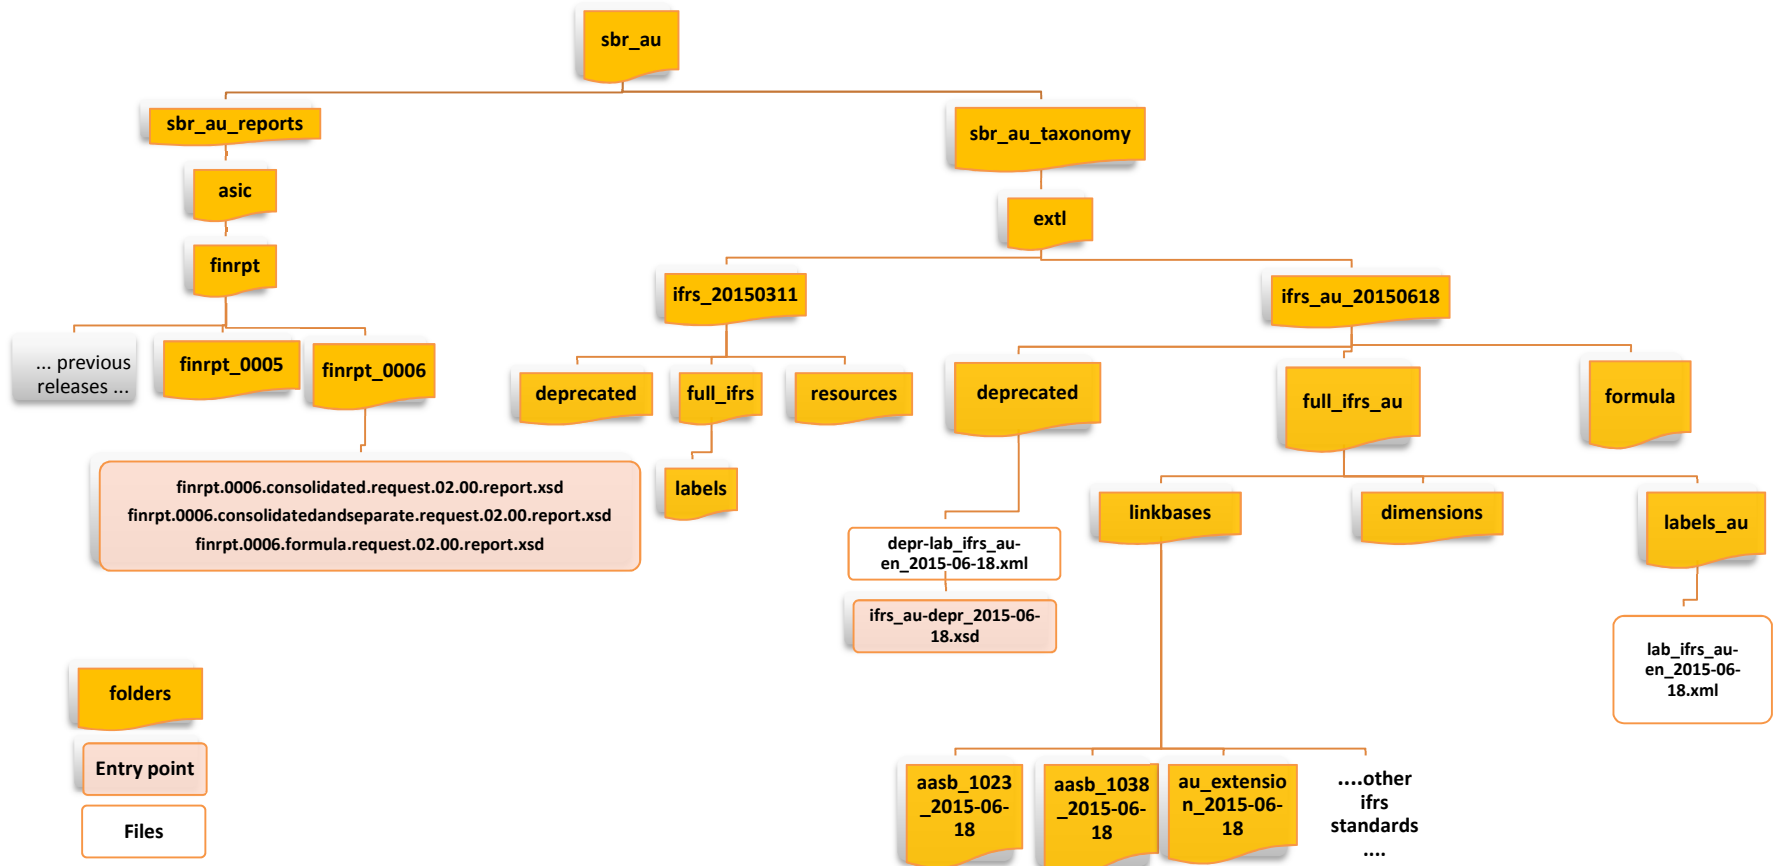 sbr_au
sbr_au_reports
sbr_au_taxonomy
asic
extl
finrpt
ifrs_20150311
ifrs_au_20150618
... previous
releases ...
finrpt_0005
finrpt_0006
deprecated
full_ifrs
resources
deprecated
full_ifrs_au
formula
finrpt.0006.consolidated.request.02.00.report.xsd
finrpt.0006.consolidatedandseparate.request.02.00.report.xsd
finrpt.0006.formula.request.02.00.report.xsd
labels
linkbases
dimensions
labels_au
depr-lab_ifrs_au-
en_2015-06-18.xml
ifrs_au-depr_2015-06-
18.xsd
lab_ifrs_au-
en_2015-06-
18.xml
folders
Entry point
Files
aasb_1023
_2015-06-
18
aasb_1038
_2015-06-
18
au_extensio
n_2015-06-
18
....other
ifrs
standards
....